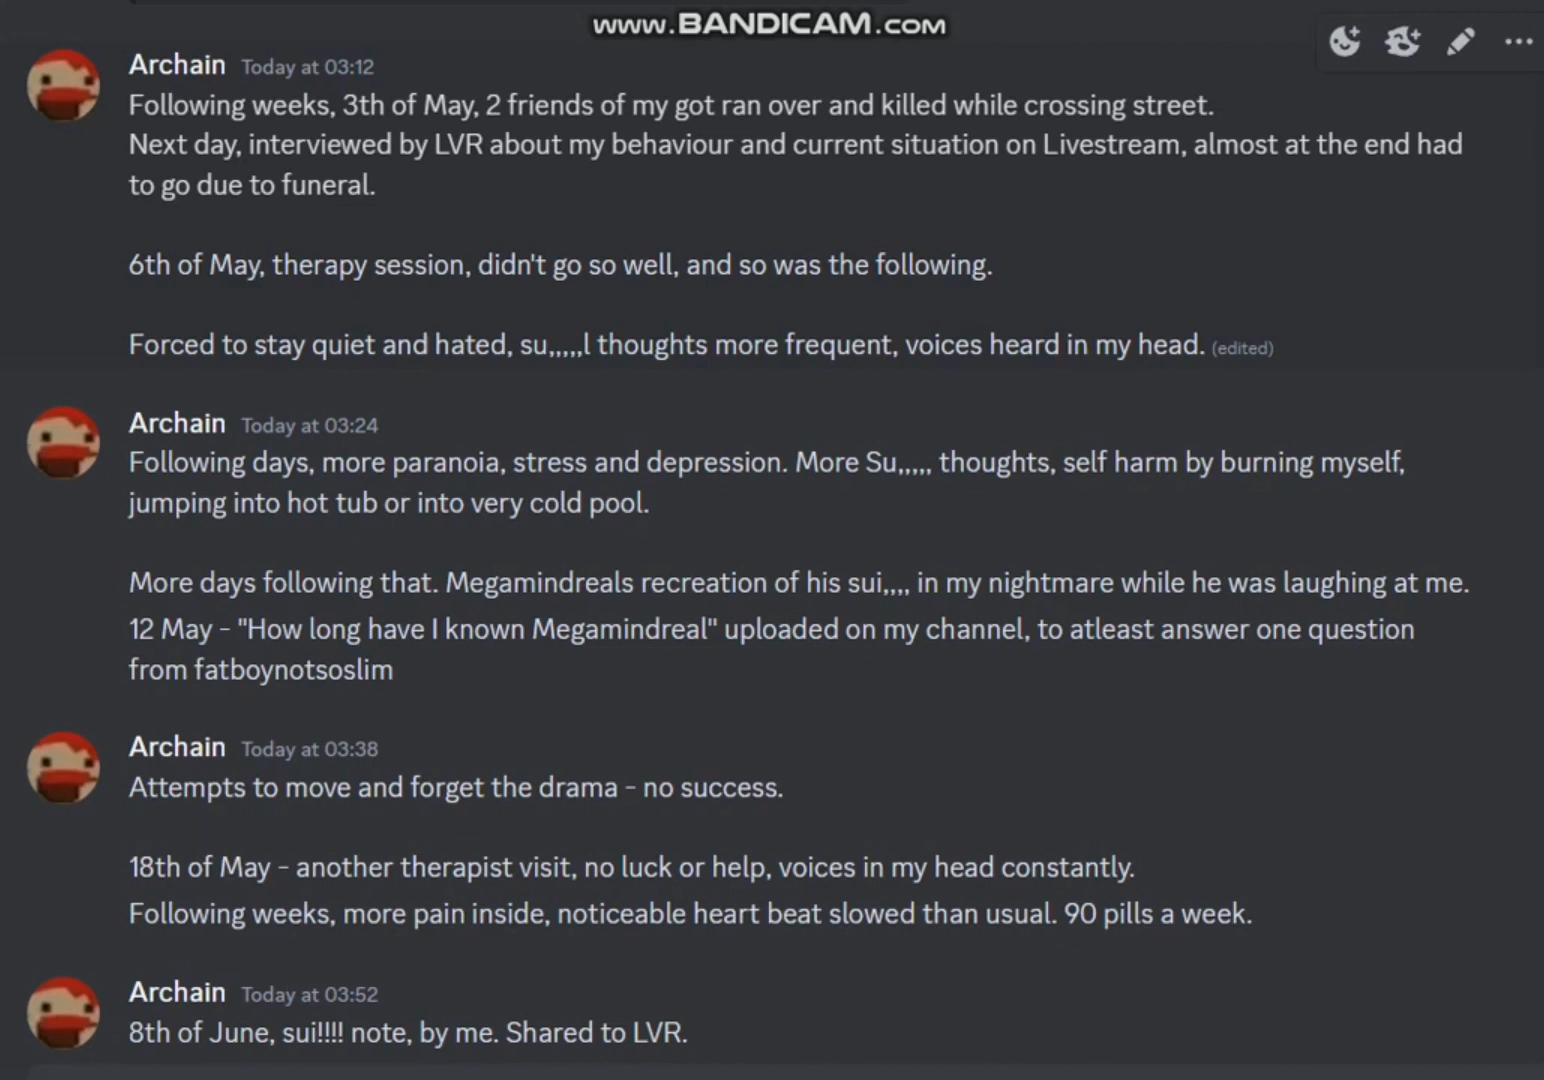 www.BANDICAM.com
Archain Today at 03:12
Following weeks, 3th of May, 2 friends of my got ran over and killed while crossing street.
Next day, interviewed by LVR about my behaviour and current situation on Livestream, almost at the end had
to go due to funeral.
6th of May, therapy session, didn't go so well, and so was the following.
Forced to stay quiet and hated, su,,,,,l thoughts more frequent, voices heard in my head. (edited)
Archain Today at 03:24
Following days, more paranoia, stress and depression. More Su,,,,, thoughts, self harm by burning myself,
jumping into hot tub or into very cold pool.
More days following that. Megamindreals recreation of his sui,,,, in my nightmare while he was laughing at me.
12 May - "How long have I known Megamindreal" uploaded on my channel, to atleast answer one question
from fatboynotsoslim
Archain Today at 03:38
Attempts to move and forget the drama - no success.
18th of May - another therapist visit, no luck or help, voices in my head constantly.
Following weeks, more pain inside, noticeable heart beat slowed than usual. 90 pills a week.
Archain Today at 03:52
8th of June, sui!!!! note, by me. Shared to LVR.